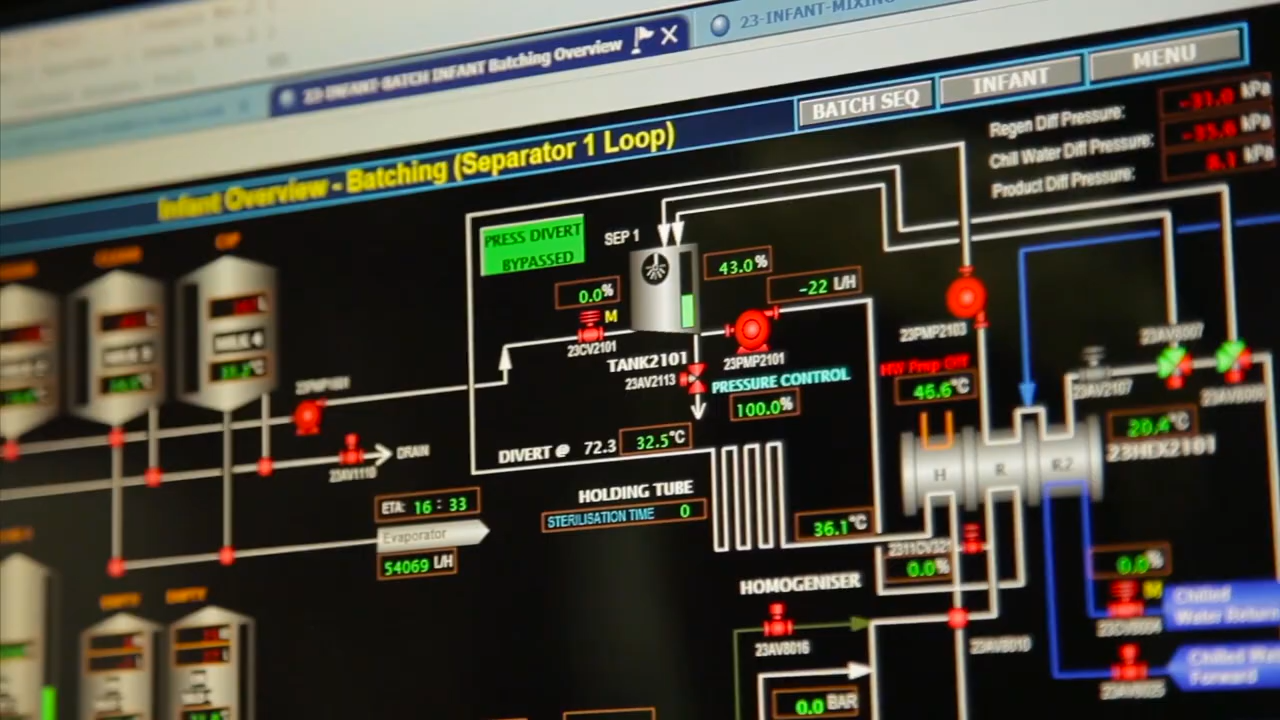 23-INFANT-BATCH INFANT Batching Overview
23-INFANT-MIXING
BATCH SEQ
INFANT
MENU
Infant Overview - Batching (Separator 1 Loop)
Regen Diff Pressure:
-31.0 kPa
Chill Water Diff Pressure:
-35.0 kPa
Product Diff Pressure:
8.1 kPa
PRESS DIVERT
BYPASSED
SEP 1
43.0%
-22 L/H
0.0%
M
23CV2101
TANK2101
23AV2113
23PMP2101
PRESSURE CONTROL
100.0%
23PMP2103
HW Prep Off
46.6°C
23AV2107
23AV8007
20.4°C
23HEX2101
DIVERT @ 72.3
32.5°C
DRAIN
23AV1110
HOLDING TUBE
STERILISATION TIME 0
ETA: 16 : 33
Evaporator
54069 L/H
36.1°C
H
R
R2
0.0%
0.0%
M
HOMOGENISER
23AV8016
23AV8010
Chilled
Water Return
Chilled
Forward
0.0 BAR
EMPTY
EMPTY